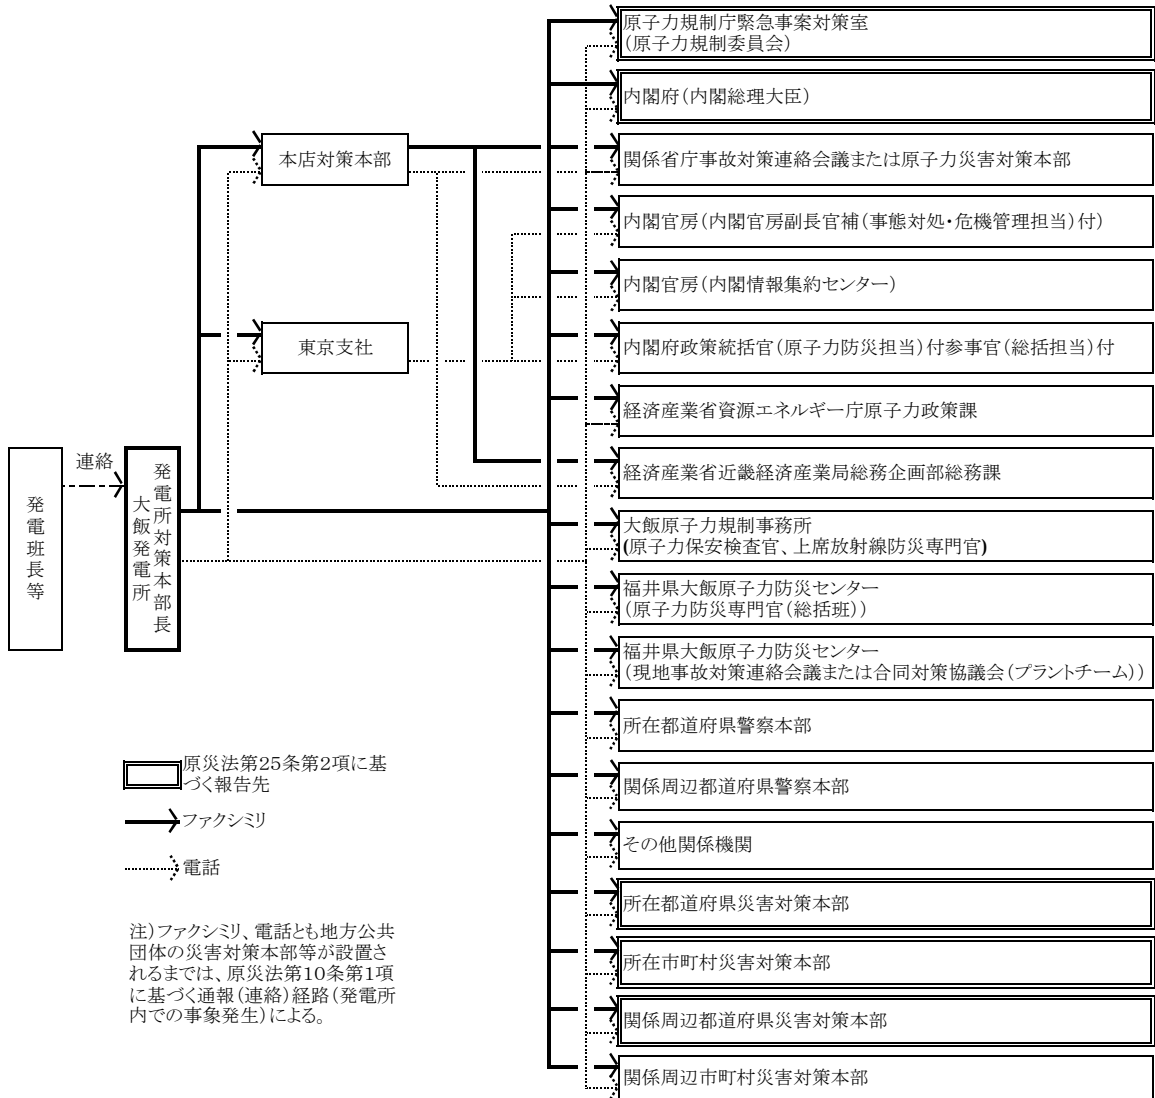 原子力規制庁緊急事案対策室
（原子力規制委員会）
内閣府（内閣総理大臣）
本店対策本部
関係省庁事故対策連絡会議または原子力災害対策本部
内閣官房（内閣官房副長官補（事態対処・危機管理担当）付）
内閣官房（内閣情報集約センター）
東京支社
内閣府政策統括官（原子力防災担当）付参事官（総括担当）付
経済産業省資源エネルギー庁原子力政策課
経済産業省近畿経済産業局総務企画部総務課
発電班長等
連絡
発電所対策本部長
大飯発電所
大飯原子力規制事務所
(原子力保安検査官、上席放射線防災専門官)
福井県大飯原子力防災センター
（原子力防災専門官（総括班））
福井県大飯原子力防災センター
（現地事故対策連絡会議または合同対策協議会（プラントチーム））
所在都道府県警察本部
関係周辺都道府県警察本部
その他関係機関
所在都道府県災害対策本部
所在市町村災害対策本部
関係周辺都道府県災害対策本部
関係周辺市町村災害対策本部
原災法第２５条第２項に基
づく報告先
ファクシミリ
電話
注）ファクシミリ、電話とも地方公共
団体の災害対策本部等が設置さ
れるまでは、原災法第１０条第１項
に基づく通報（連絡）経路（発電所
内での事象発生）による。